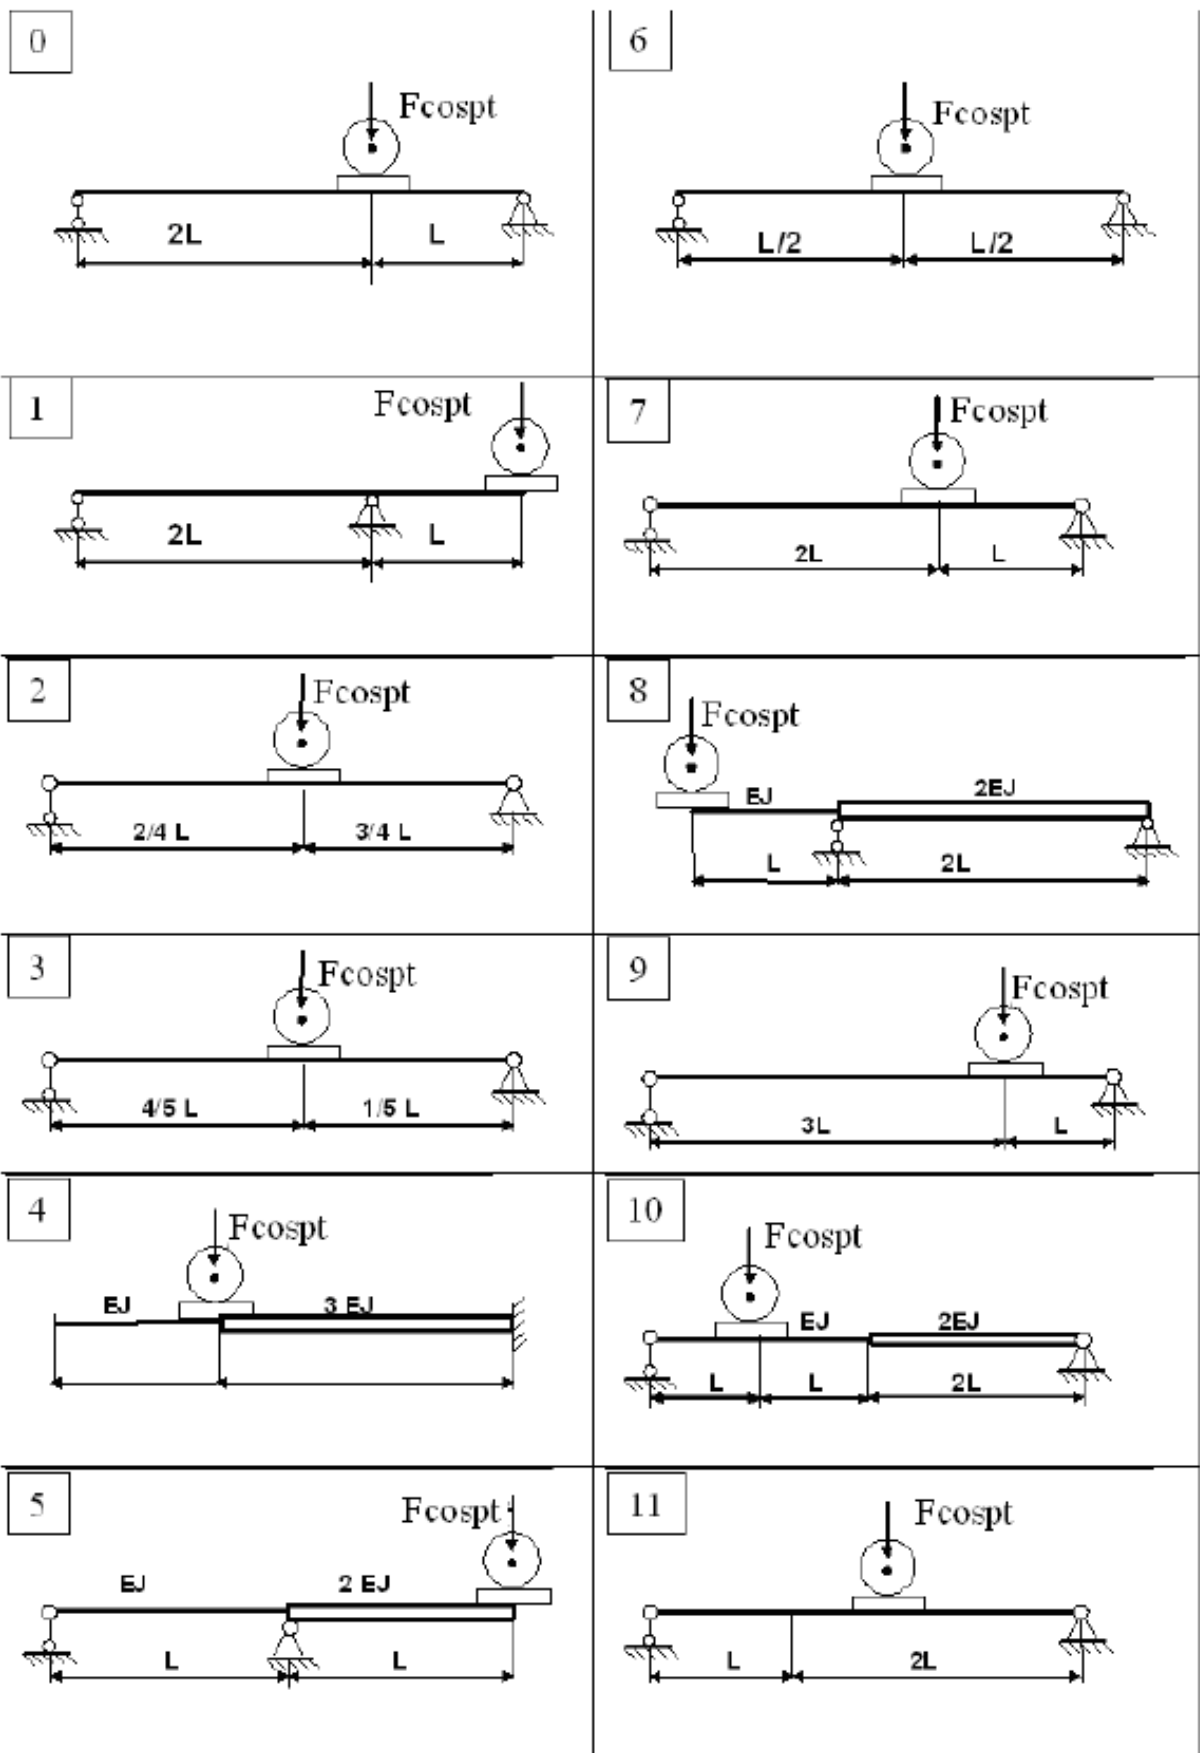 0
Fcospt
2L
L
1
Fcospt
2L
L
2
Fcospt
2/4 L
3/4 L
3
Fcospt
4/5 L
1/5 L
4
Fcospt
EJ
3 EJ
5
Fcospt
EJ
2 EJ
L
L
6
Fcospt
L/2
L/2
7
Fcospt
2L
L
8
Fcospt
EJ
2EJ
L
2L
9
Fcospt
3L
L
10
Fcospt
EJ
2EJ
L
L
2L
11
Fcospt
L
2L